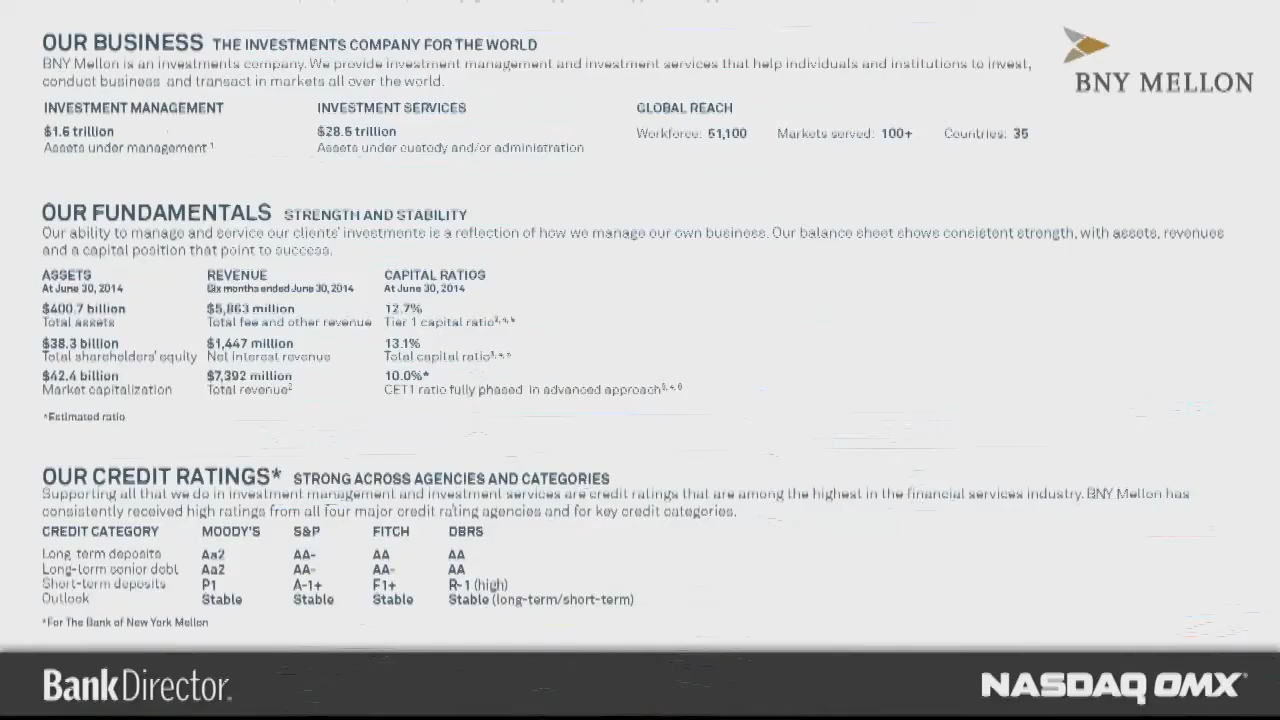 OUR BUSINESS THE INVESTMENTS COMPANY FOR THE WORLD
BNY Mellon is an investments company. We provide investment management and investment services that help individuals and institutions to invest,
conduct business and transact in markets all over the world.
BNY MELLON
INVESTMENT MANAGEMENT INVESTMENT SERVICES GLOBAL REACH
$1.6 trillion $28.5 trillion Workforce: 51,100 Markets served: 100+ Countries: 35
Assets under management ¹ Assets under custody and/or administration
OUR FUNDAMENTALS STRENGTH AND STABILITY
Our ability to manage and service our clients' investments is a reflection of how we manage our own business. Our balance sheet shows consistent strength, with assets, revenues
and a capital position that point to success.
ASSETS REVENUE CAPITAL RATIOS
At June 30, 2014 Six months ended June 30, 2014 At June 30, 2014
$400.7 billion $5,863 million 12.7%
Total assets Total fee and other revenue Tier 1 capital ratio
$38.3 billion $1,447 million 13.1%
Total shareholders' equity Net interest revenue Total capital ratio
$42.4 billion $7,392 million 10.0%*
Market capitalization Total revenue² CET1 ratio fully phased in advanced approach
*Estimated ratio
OUR CREDIT RATINGS* STRONG ACROSS AGENCIES AND CATEGORIES
Supporting all that we do in investment management and investment services are credit ratings that are among the highest in the financial services industry. BNY Mellon has
consistently received high ratings from all four major credit rating agencies and for key credit categories.
CREDIT CATEGORY MOODY'S S&P FITCH DBRS
Long-term deposits Aa2 AA- AA AA
Long-term senior debt Aa2 AA- AA- AA
Short-term deposits P1 A-1+ F1+ R-1 (high)
Outlook Stable Stable Stable Stable (long-term/short-term)
*For The Bank of New York Mellon
BankDirector. NASDAQ OMX®